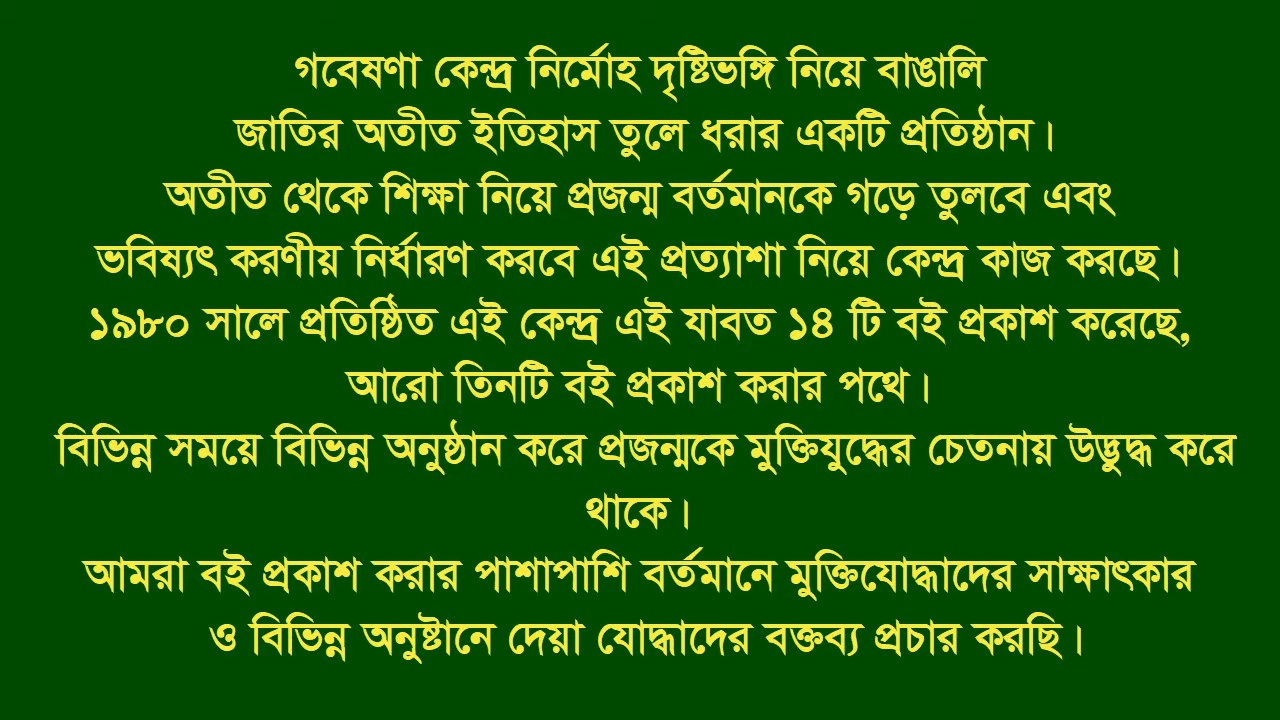 গবেষণা কেন্দ্র নির্মোহ দৃষ্টিভঙ্গি নিয়ে বাঙালি
জাতির অতীত ইতিহাস তুলে ধরার একটি প্রতিষ্ঠান।
অতীত থেকে শিক্ষা নিয়ে প্রজন্ম বর্তমানকে গড়ে তুলবে এবং
ভবিষ্যৎ করণীয় নির্ধারণ করবে এই প্রত্যাশা নিয়ে কেন্দ্র কাজ করছে।
১৯৮০ সালে প্রতিষ্ঠিত এই কেন্দ্র এই যাবত ১৪ টি বই প্রকাশ করেছে,
আরো তিনটি বই প্রকাশ করার পথে।
বিভিন্ন সময়ে বিভিন্ন অনুষ্ঠান করে প্রজন্মকে মুক্তিযুদ্ধের চেতনায় উদ্ভুদ্ধ করে
থাকে।
আমরা বই প্রকাশ করার পাশাপাশি বর্তমানে মুক্তিযোদ্ধাদের সাক্ষাৎকার
ও বিভিন্ন অনুষ্টানে দেয়া যোদ্ধাদের বক্তব্য প্রচার করছি।